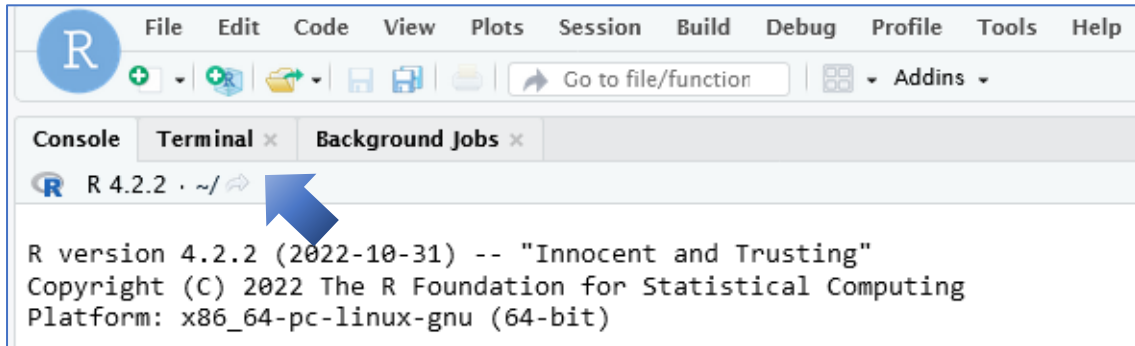 R File Edit Code View Plots Session Build Debug Profile Tools Help
R Go to file/function Addins
Console Terminal × Background Jobs ×
R R 4.2.2 · ~/
R version 4.2.2 (2022-10-31) -- "Innocent and Trusting"
Copyright (C) 2022 The R Foundation for Statistical Computing
Platform: x86_64-pc-linux-gnu (64-bit)